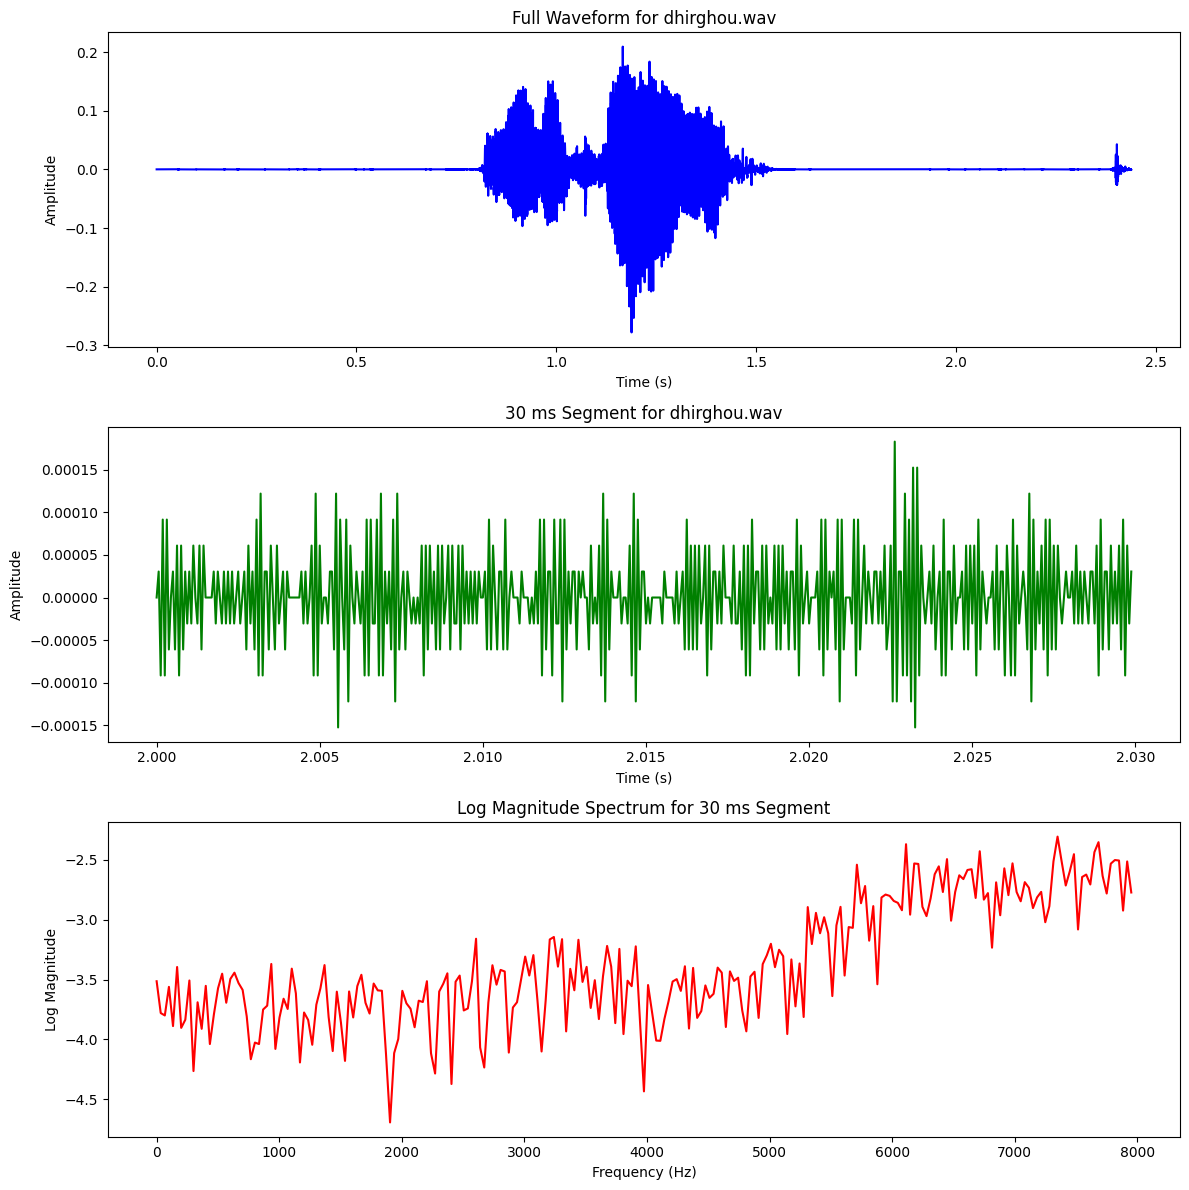 Full Waveform for dhirghou.wav
0.2
0.1
0.0
−0.1
−0.2
−0.3
Amplitude
0.0 0.5 1.0 1.5 2.0 2.5
Time (s)
30 ms Segment for dhirghou.wav
0.00015
0.00010
0.00005
0.00000
−0.00005
−0.00010
−0.00015
Amplitude
2.000 2.005 2.010 2.015 2.020 2.025 2.030
Time (s)
Log Magnitude Spectrum for 30 ms Segment
−2.5
−3.0
−3.5
−4.0
−4.5
Log Magnitude
0 1000 2000 3000 4000 5000 6000 7000 8000
Frequency (Hz)